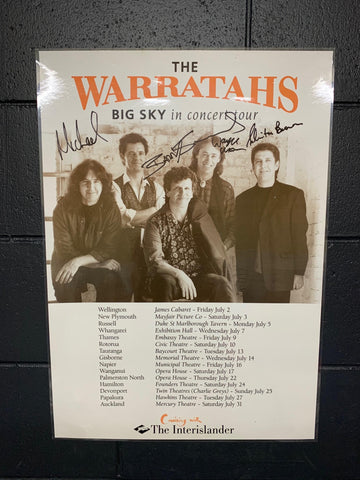 THE
WARRATAHS
BIG SKY in concert tour
Michael
Wellington James Cabaret - Friday July 2
New Plymouth Mayfair Picture Co - Saturday July 3
Russell Duke St Marlborough Tavern - Monday July 5
Whangarei Exhibition Hall - Wednesday July 7
Thames Embassy Theatre - Friday July 9
Rotorua Civic Theatre - Saturday July 10
Tauranga Baycourt Theatre - Tuesday July 13
Gisborne Memorial Theatre - Wednesday July 14
Napier Municipal Theatre - Friday July 16
Wanganui Opera House - Saturday July 17
Palmerston North Opera House - Thursday July 22
Hamilton Founders Theatre - Saturday July 24
Devonport Twin Theatres (Charlie Greys) - Sunday July 25
Papakura Hawkins Theatre - Tuesday July 27
Auckland Mercury Theatre - Saturday July 31
Cruising with
The Interislander